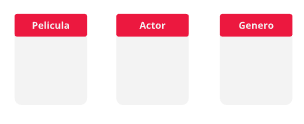 Pelicula
Actor
Genero